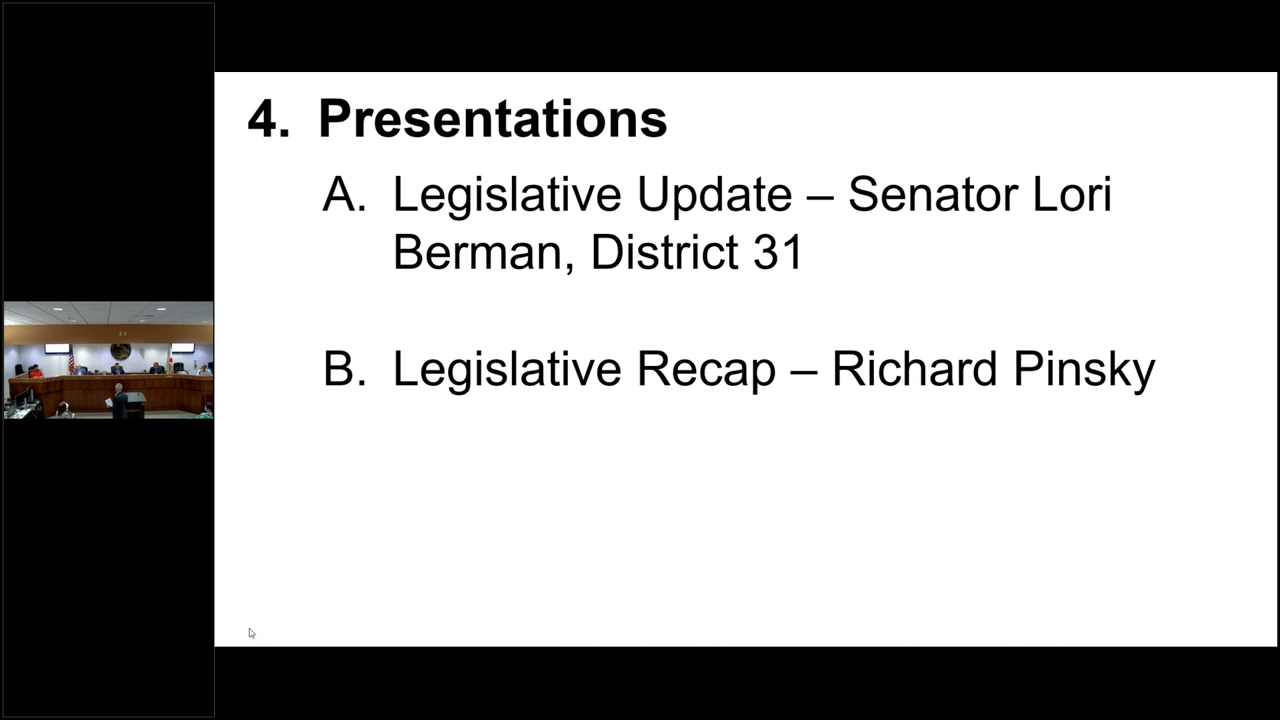 4. Presentations
A. Legislative Update – Senator Lori
Berman, District 31
B. Legislative Recap – Richard Pinsky